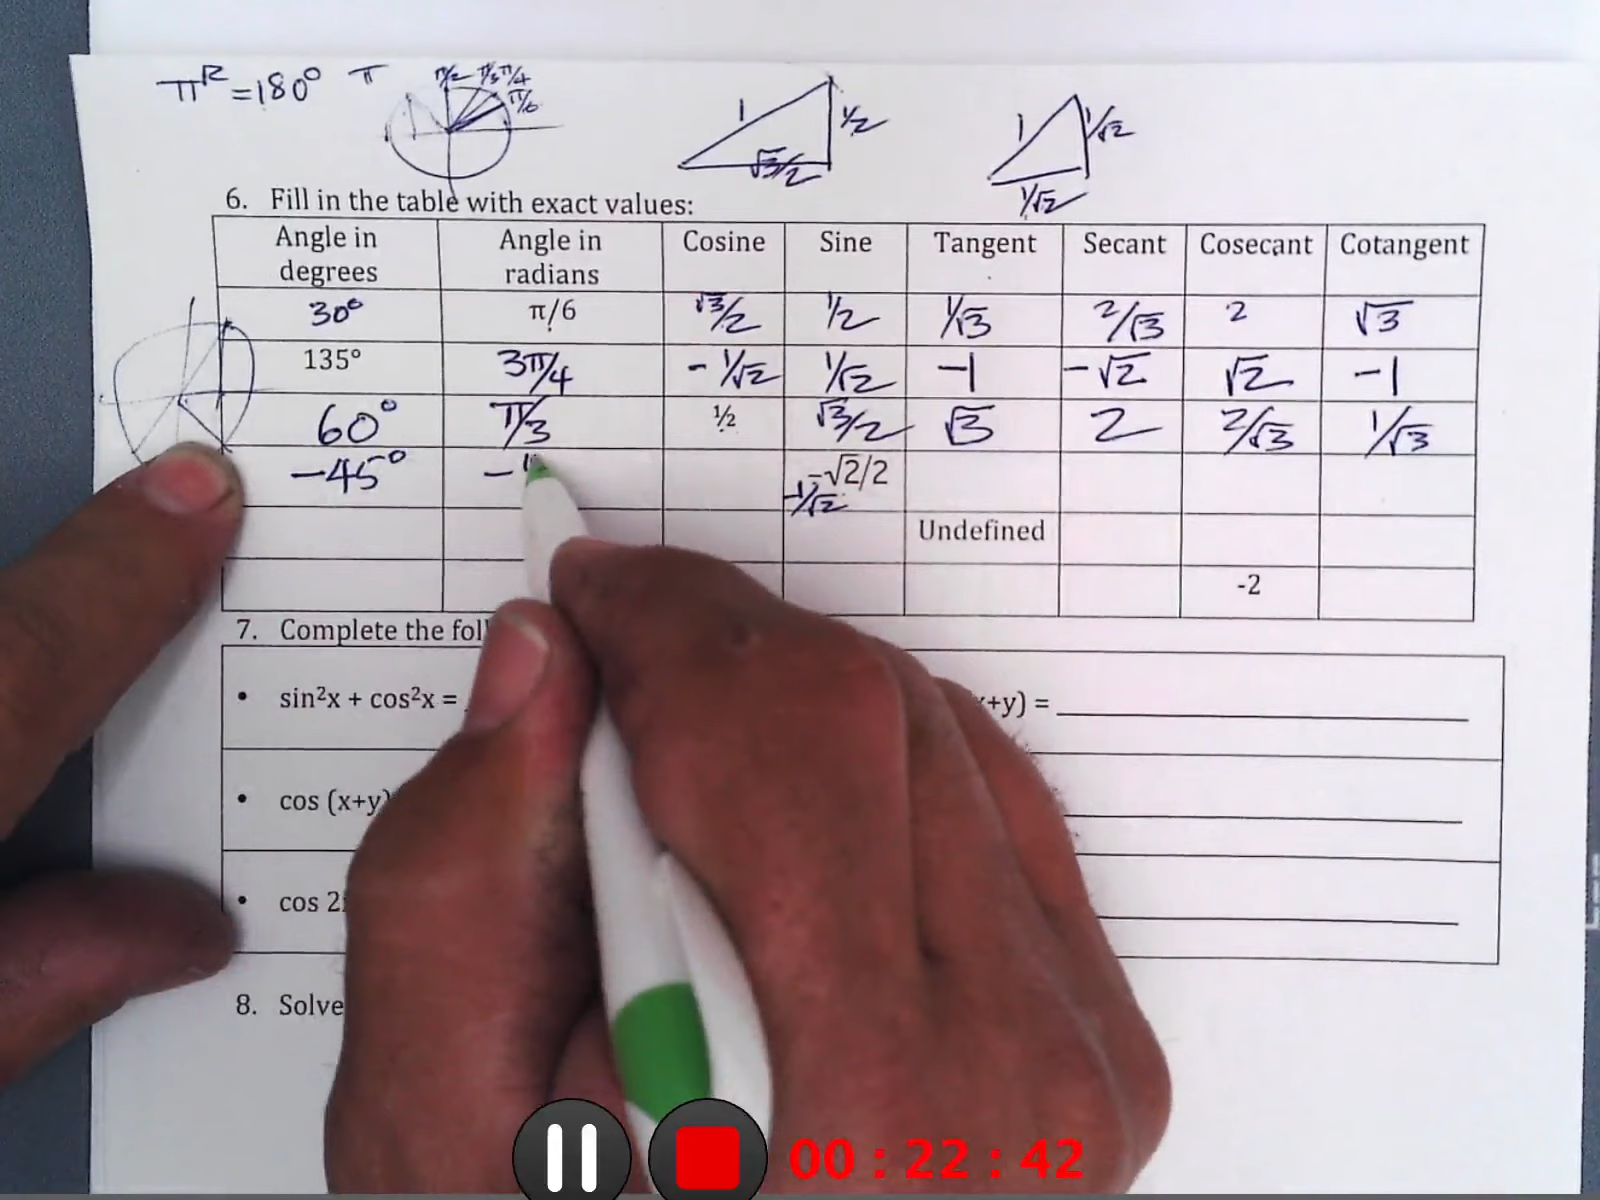 πᴿ = 180° π
π/2 π/3 π/4
π/6
1 1/2 √3/2
1 1/√2 1/√2
6. Fill in the table with exact values:
Angle in degrees Angle in radians Cosine Sine Tangent Secant Cosecant Cotangent
30° π/6 √3/2 1/2 1/√3 2/√3 2 √3
135° 3π/4 -1/√2 1/√2 -1 -√2 √2 -1
60° π/3 ½ √3/2 √3 2 2/√3 1/√3
-45° - -√2/2
-1/√2
Undefined
-2
7. Complete the
• sin²x + cos²x = +y) =
• cos (x+y)
• cos 2
8. Solve
00:22:42